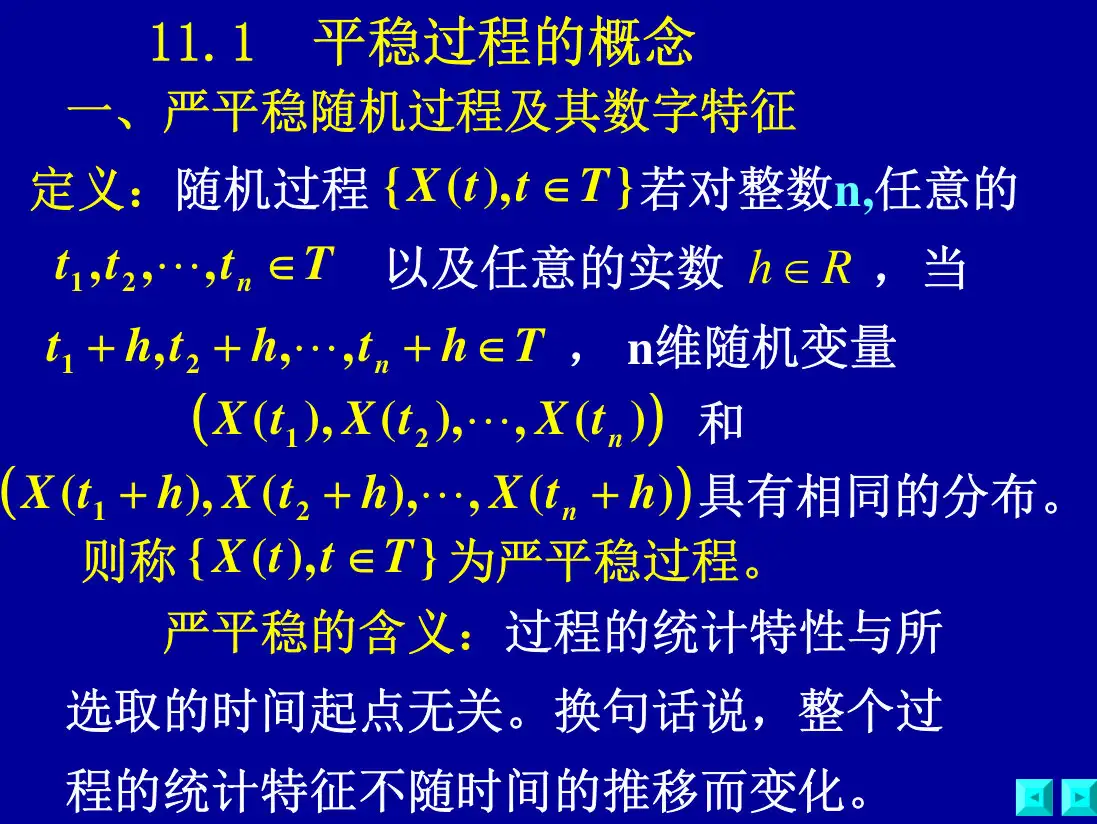 11.1 平稳过程的概念
一、严平稳随机过程及其数字特征
定义：随机过程 {X(t),t∈T}若对整数n,任意的
t₁,t₂,⋯,tₙ∈T 以及任意的实数 h∈R ，当
t₁+h,t₂+h,⋯,tₙ+h∈T ， n维随机变量
(X(t₁),X(t₂),⋯,X(tₙ)) 和
(X(t₁+h),X(t₂+h),⋯,X(tₙ+h))具有相同的分布。
则称{X(t),t∈T}为严平稳过程。
严平稳的含义：过程的统计特性与所
选取的时间起点无关。换句话说，整个过
程的统计特征不随时间的推移而变化。